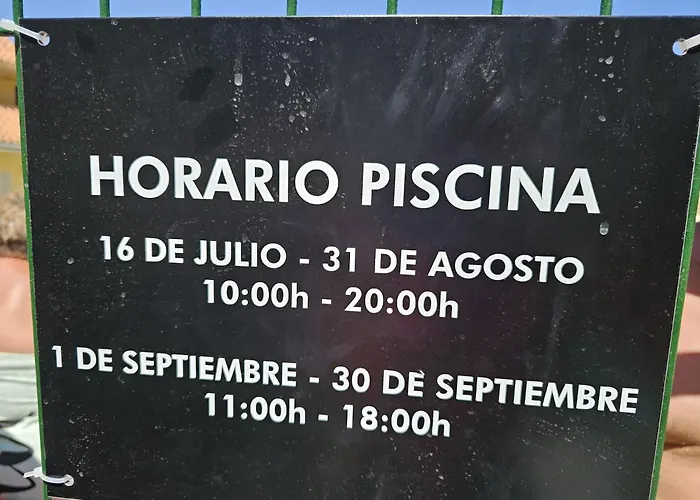 HORARIO PISCINA
16 DE JULIO - 31 DE AGOSTO
10:00h - 20:00h
1 DE SEPTIEMBRE - 30 DE SEPTIEMBRE
11:00h - 18:00h